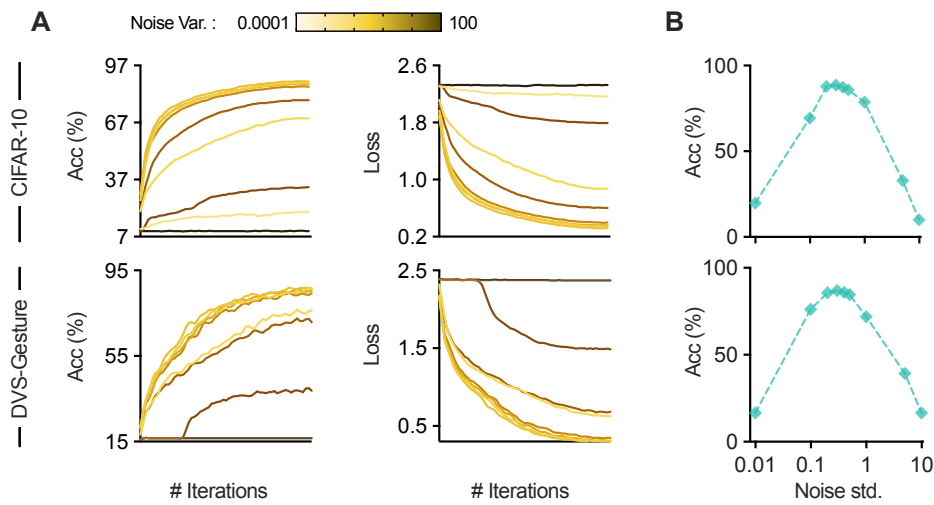 A
Noise Var. : 0.0001 100
B
CIFAR-10
Acc (%)
97
67
37
7
Loss
2.6
1.8
1.0
0.2
Acc (%)
100
50
0
DVS-Gesture
Acc (%)
95
55
15
# Iterations
Loss
2.5
1.5
0.5
# Iterations
Acc (%)
100
50
0
0.01 0.1 1 10
Noise std.